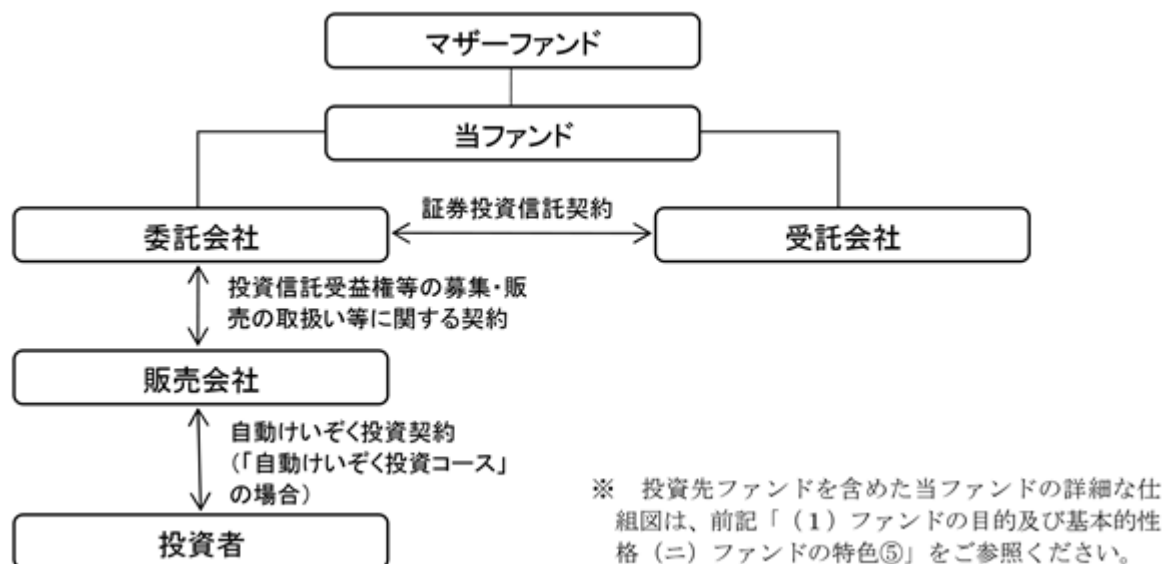 マザーファンド
当ファンド
証券投資信託契約
委託会社
受託会社
投資信託受益権等の募集・販
売の取扱い等に関する契約
販売会社
自動けいぞく投資契約
(「自動けいぞく投資コース」
の場合)
投資者
※　投資先ファンドを含めた当ファンドの詳細な仕
組図は、前記「（１）ファンドの目的及び基本的性
格（ニ）ファンドの特色⑤」をご参照ください。